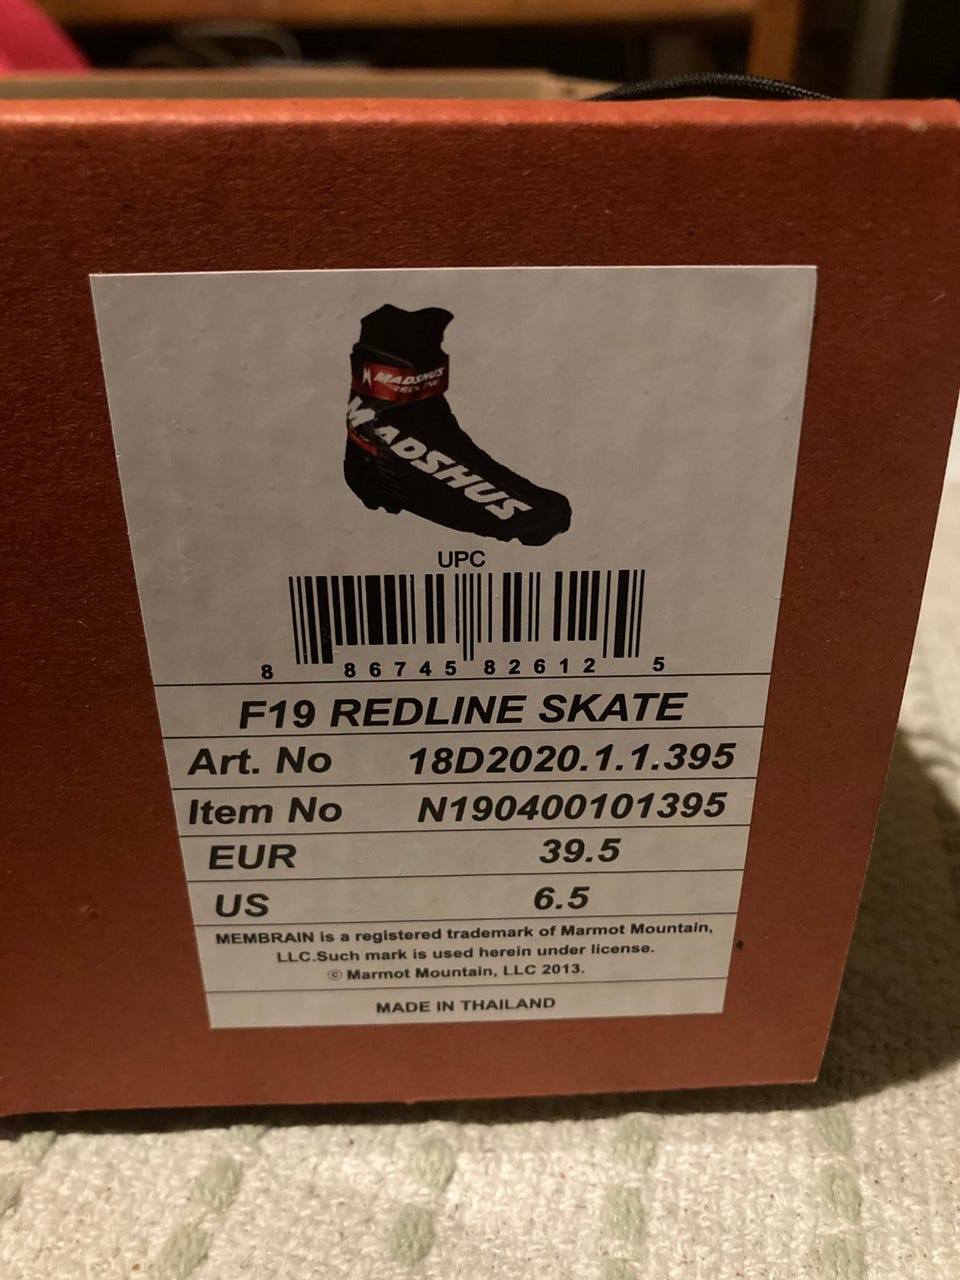 MADSHUS
REDLINE
MADSHUS
UPC
8 86745 82612 5
F19 REDLINE SKATE
Art. No 18D2020.1.1.395
Item No N190400101395
EUR 39.5
US 6.5
MEMBRAIN is a registered trademark of Marmot Mountain,
LLC.Such mark is used herein under license.
© Marmot Mountain, LLC 2013.
MADE IN THAILAND